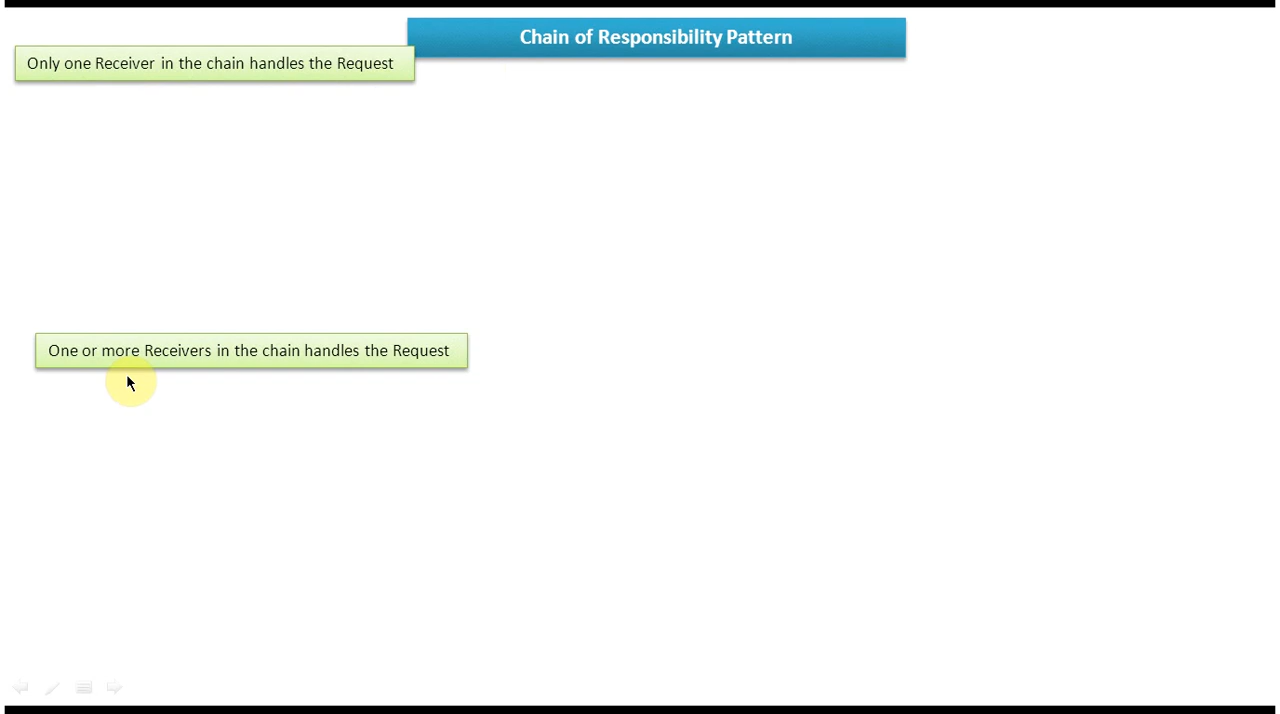 Chain of Responsibility Pattern
Only one Receiver in the chain handles the Request
One or more Receivers in the chain handles the Request